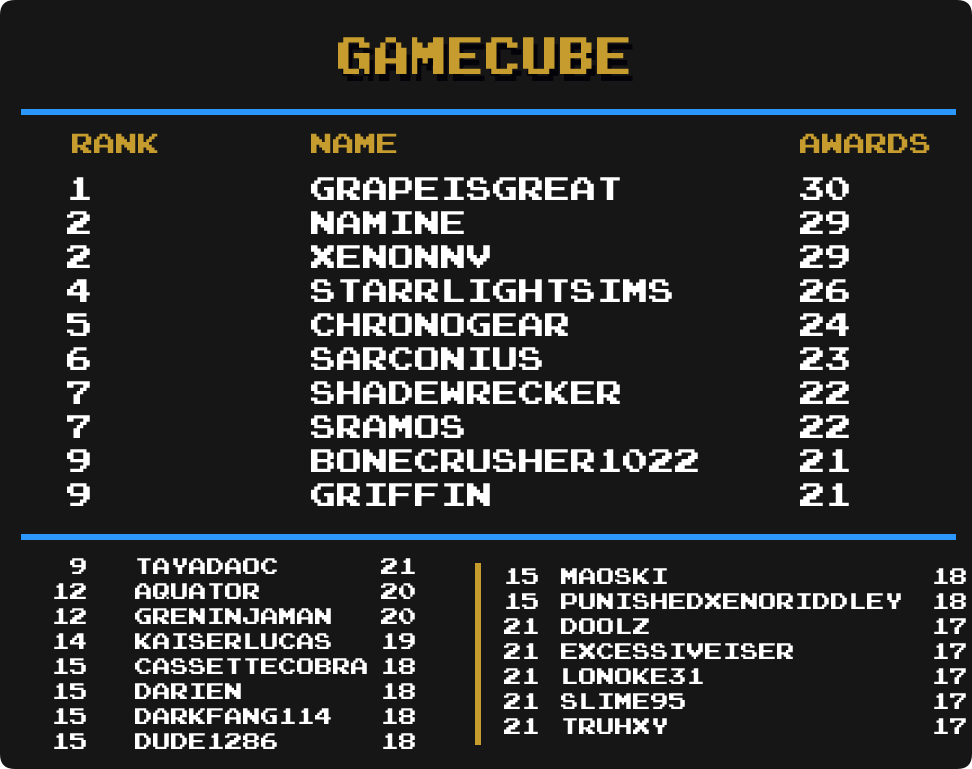 GAMECUBE
RANK NAME AWARDS
1 GRAPEISGREAT 30
2 NAMINE 29
2 XENONNV 29
4 STARRLIGHTSIMS 26
5 CHRONOGEAR 24
6 SARCONIUS 23
7 SHADEWRECKER 22
7 SRAMOS 22
9 BONECRUSHER1022 21
9 GRIFFIN 21
9 TAYADAOC 21
12 AQUATOR 20
12 GRENINJAMAN 20
14 KAISERLUCAS 19
15 CASSETTECOBRA 18
15 DARIEN 18
15 DARKFANG114 18
15 DUDE1286 18
15 MAOSKI 18
15 PUNISHEDXENORIDDLEY 18
21 DOOLZ 17
21 EXCESSIVEISER 17
21 LONOKE31 17
21 SLIME95 17
21 TRUHXY 17